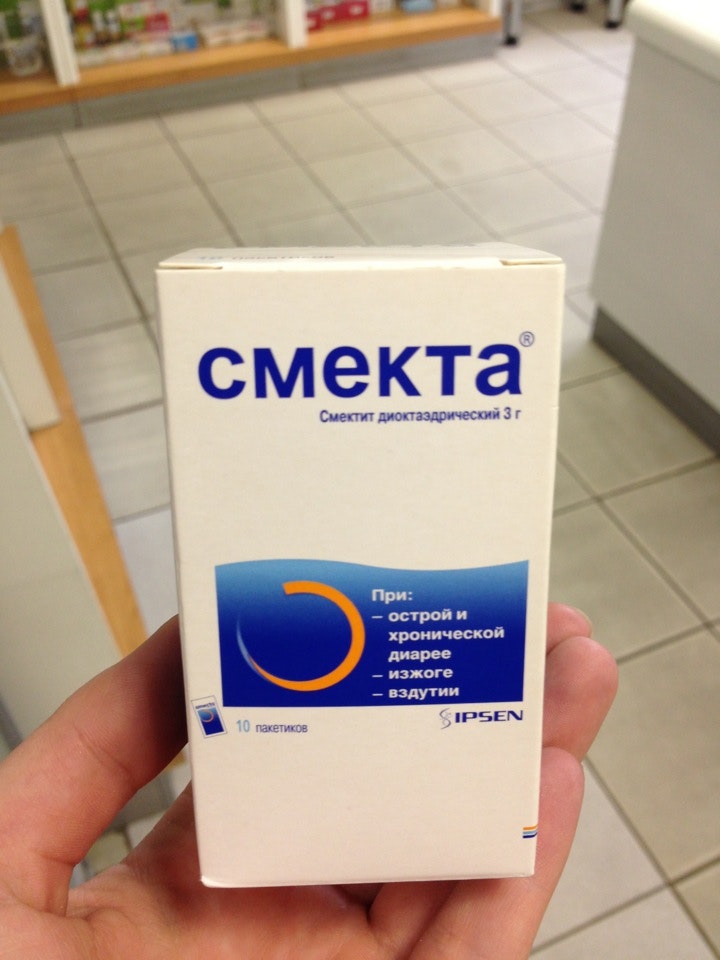 смекта®
Смектит диоктаэдрический 3 г
При:
– острой и
хронической
диарее
– изжоге
– вздутии
10 пакетиков
IPSEN